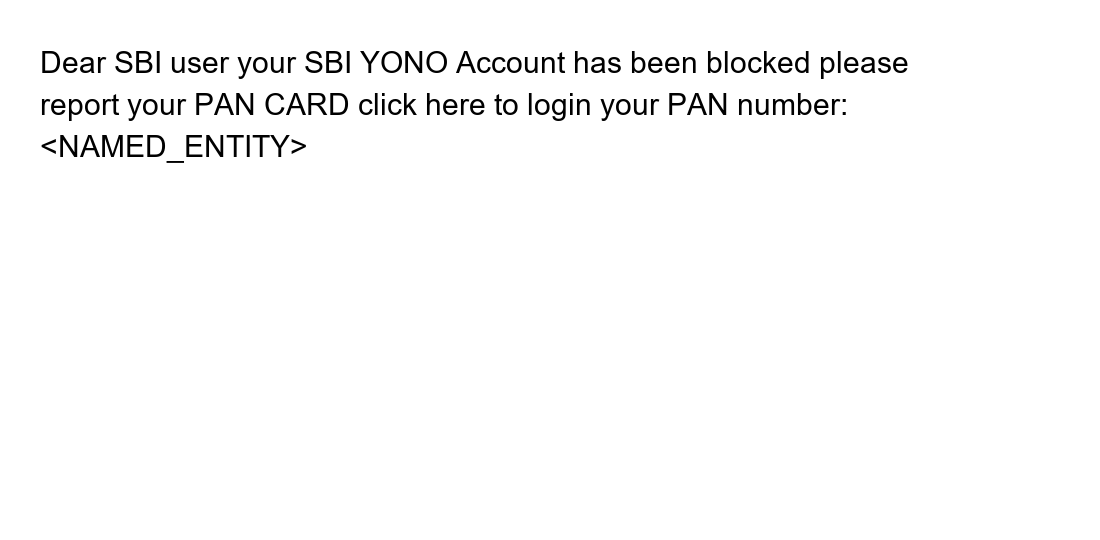 Dear SBI user your SBI YONO Account has been blocked please
report your PAN CARD click here to login your PAN number:
<NAMED_ENTITY>